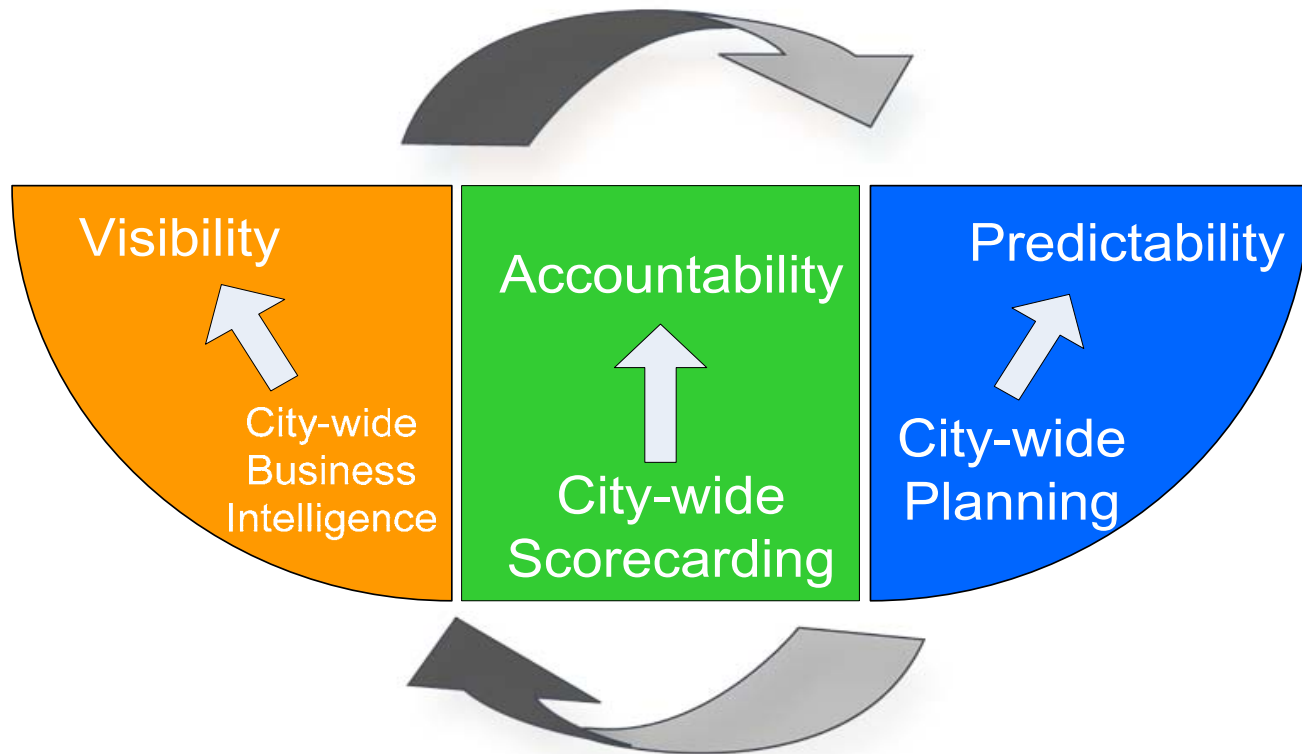 Visibility
City-wide
Business
Intelligence
Accountability
City-wide
Scorecarding
Predictability
City-wide
Planning